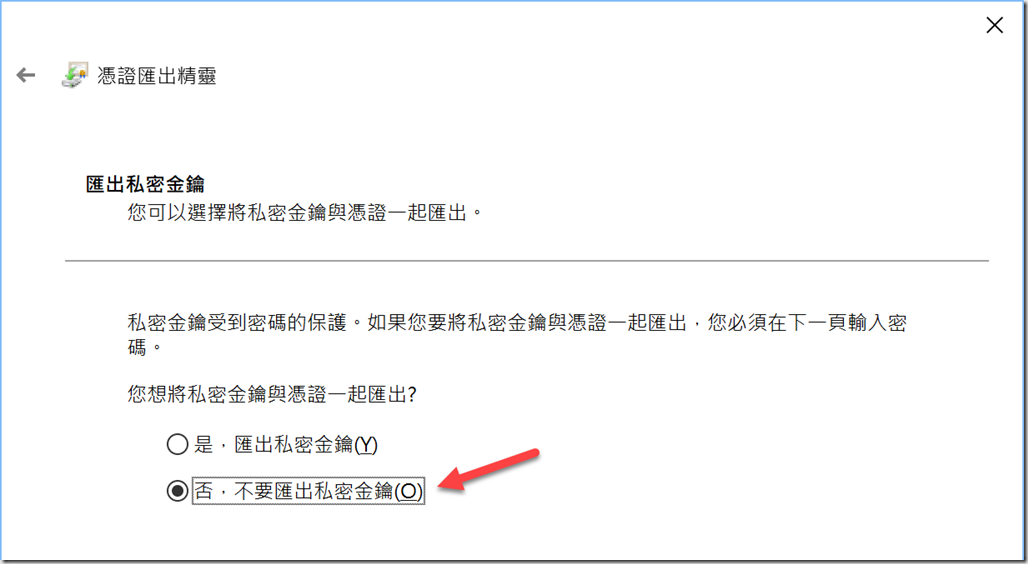 憑證匯出精靈
匯出私密金鑰
您可以選擇將私密金鑰與憑證一起匯出。
私密金鑰受到密碼的保護。如果您要將私密金鑰與憑證一起匯出，您必須在下一頁輸入密
碼。
您想將私密金鑰與憑證一起匯出?
是，匯出私密金鑰(Y)
否，不要匯出私密金鑰(O)